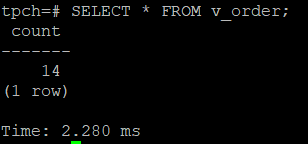 tpch=# SELECT * FROM v_order;
count
-------
14
(1 row)
Time: 2.280 ms